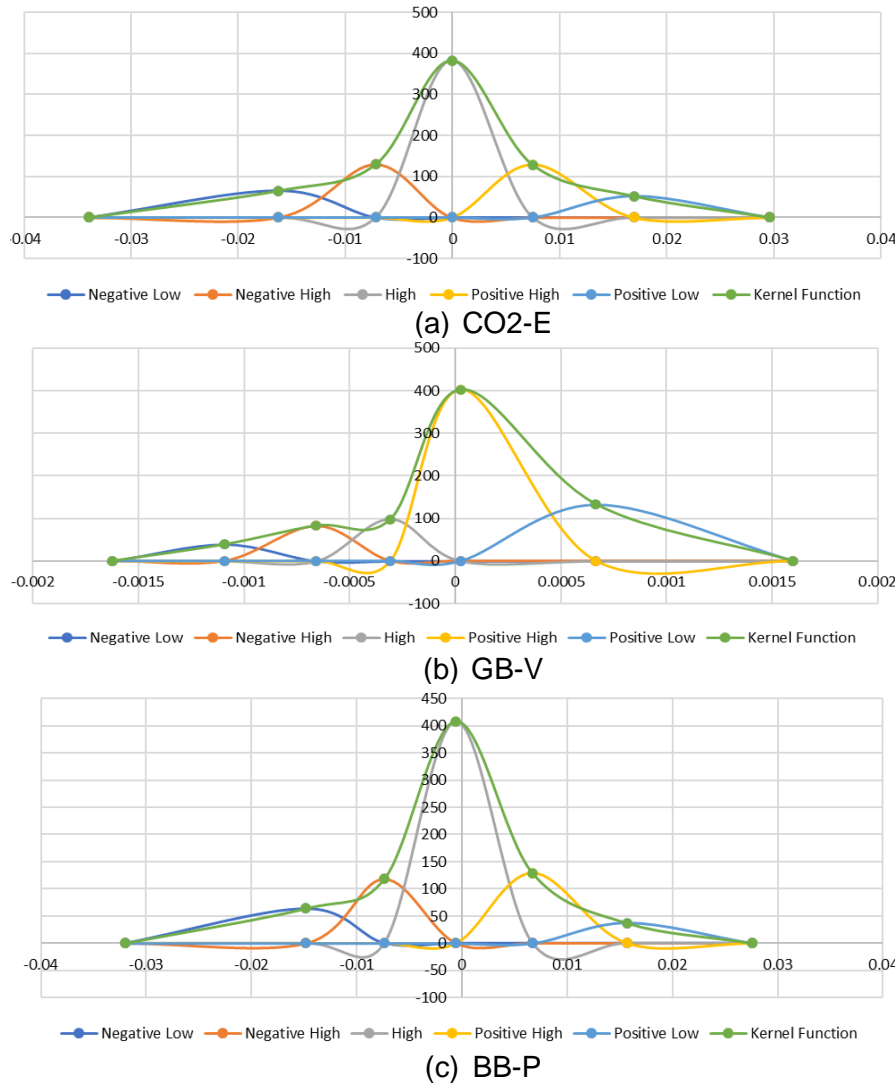 500
400
300
200
100
0
-100
-0.04 -0.03 -0.02 -0.01 0 0.01 0.02 0.03 0.04
Negative Low Negative High High Positive High Positive Low Kernel Function
(a) CO2-E
500
400
300
200
100
0
-100
-0.002 -0.0015 -0.001 -0.0005 0 0.0005 0.001 0.0015 0.002
Negative Low Negative High High Positive High Positive Low Kernel Function
(b) GB-V
450
400
350
300
250
200
150
100
50
0
-50
-100
-0.04 -0.03 -0.02 -0.01 0 0.01 0.02 0.03 0.04
Negative Low Negative High High Positive High Positive Low Kernel Function
(c) BB-P